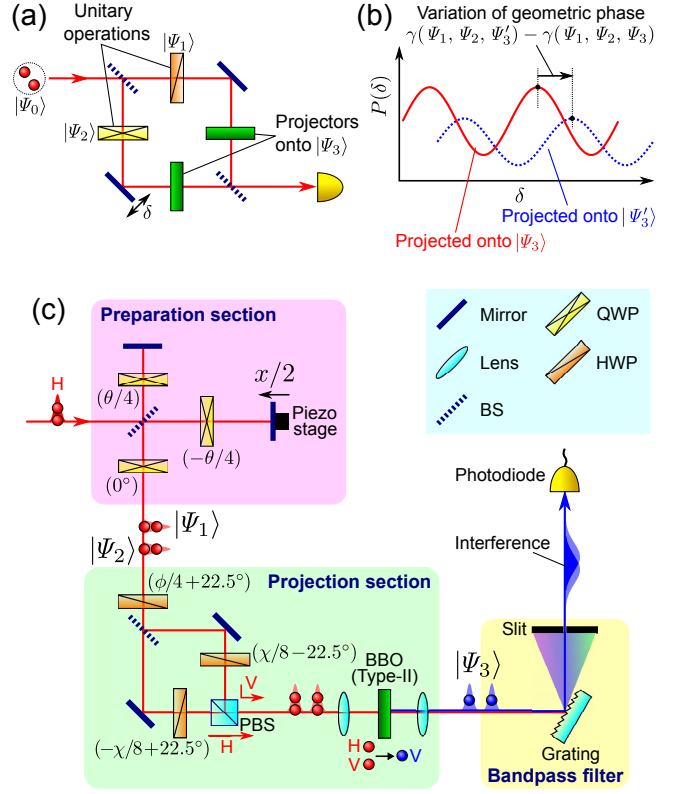 (a)
Unitary
operations
|Ψ₁⟩
|Ψ₀⟩
|Ψ₂⟩
Projectors
onto |Ψ₃⟩
δ
(b)
Variation of geometric phase
γ(Ψ₁, Ψ₂, Ψ′₃) − γ(Ψ₁, Ψ₂, Ψ₃)
P(δ)
δ
Projected onto |Ψ′₃⟩
Projected onto |Ψ₃⟩
(c)
Preparation section
H
(θ/4)
x/2
Piezo
stage
(−θ/4)
(0°)
|Ψ₁⟩
|Ψ₂⟩
Mirror
QWP
Lens
HWP
BS
Projection section
(ϕ/4+22.5°)
(χ/8−22.5°)
V
PBS
H
(−χ/8+22.5°)
BBO
(Type-II)
H
V
V
|Ψ₃⟩
Photodiode
Interference
Slit
Grating
Bandpass filter